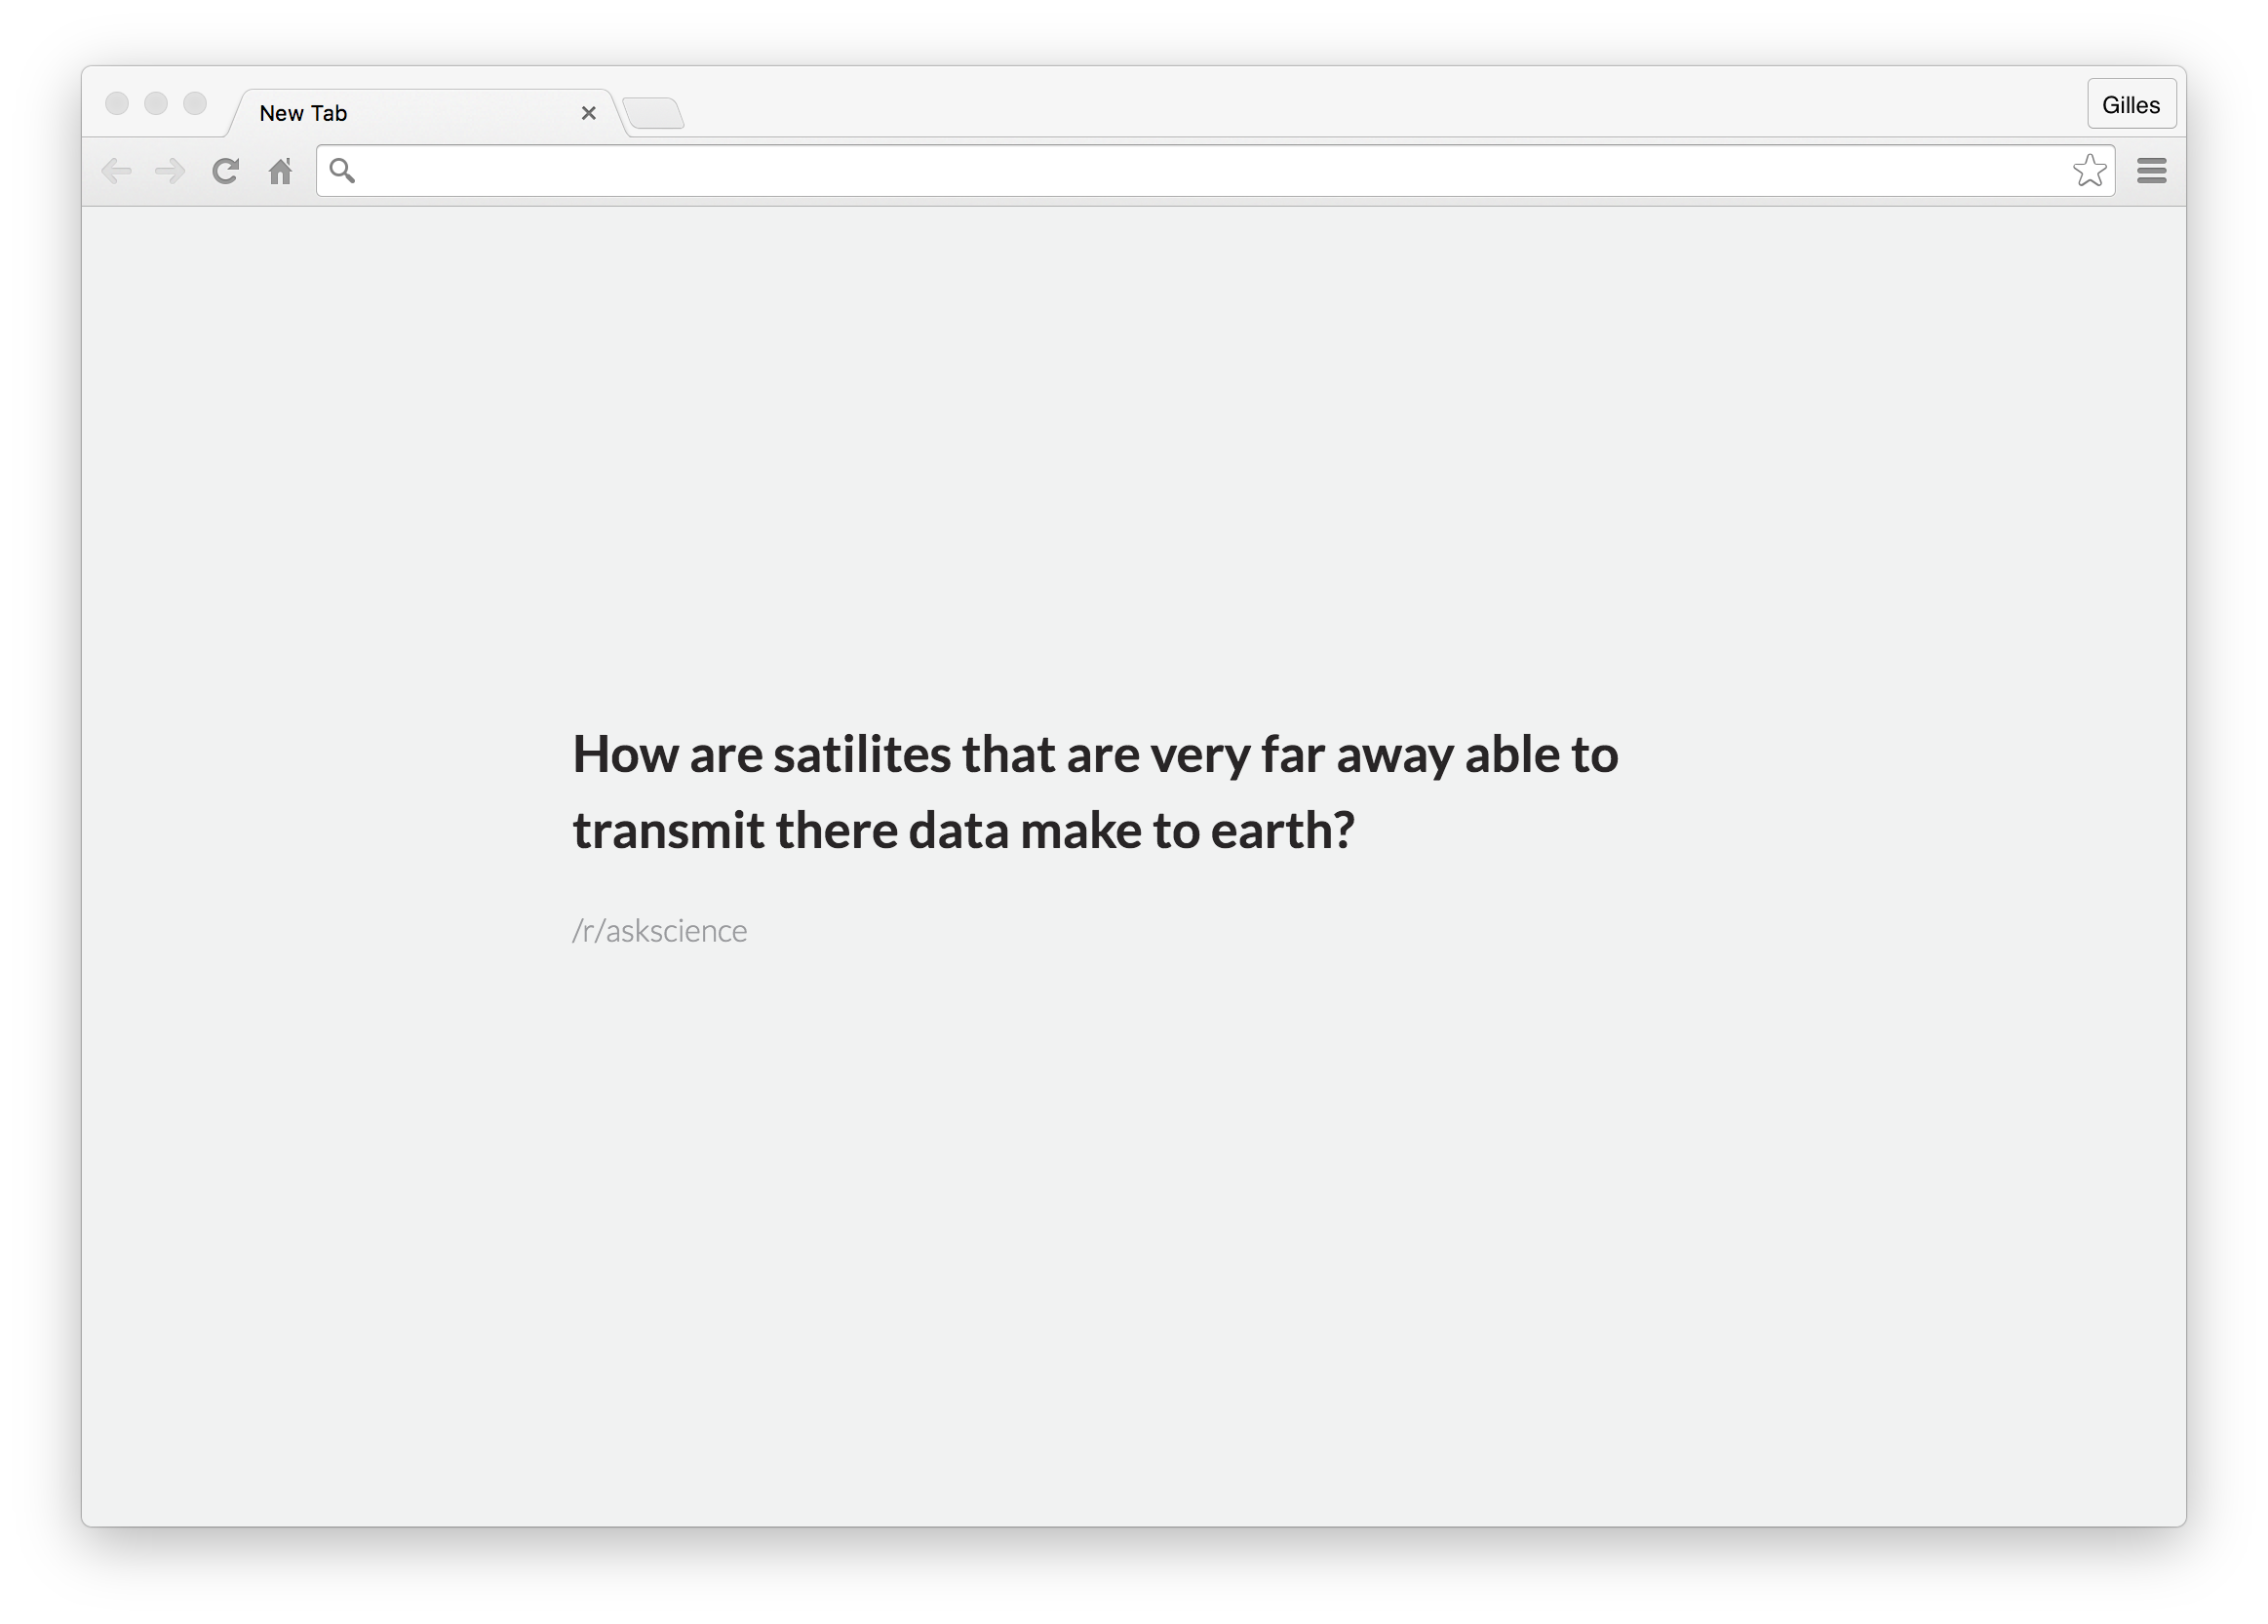 New Tab
Gilles
How are satilites that are very far away able to
transmit there data make to earth?
/r/askscience